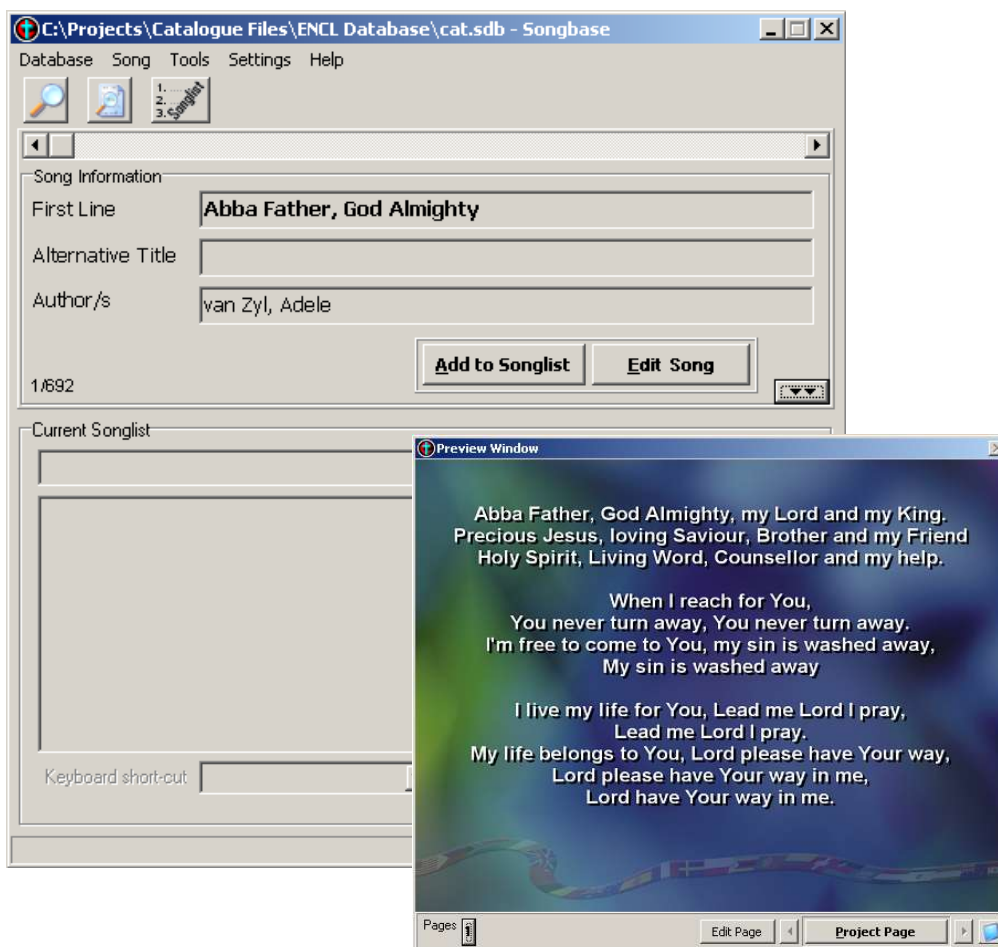 C:\Projects\Catalogue Files\ENCL Database\cat.sdb - Songbase
Database Song Tools Settings Help
1.
2.
3. Songlist
Song Information
First Line Abba Father, God Almighty
Alternative Title
Author/s van Zyl, Adele
Add to Songlist Edit Song
1/692
Current Songlist
Keyboard short-cut
Preview Window
Abba Father, God Almighty, my Lord and my King.
Precious Jesus, loving Saviour, Brother and my Friend
Holy Spirit, Living Word, Counsellor and my help.
When I reach for You,
You never turn away, You never turn away.
I'm free to come to You, my sin is washed away,
My sin is washed away
I live my life for You, Lead me Lord I pray,
Lead me Lord I pray.
My life belongs to You, Lord please have Your way,
Lord please have Your way in me,
Lord have Your way in me.
Pages 1 Edit Page Project Page